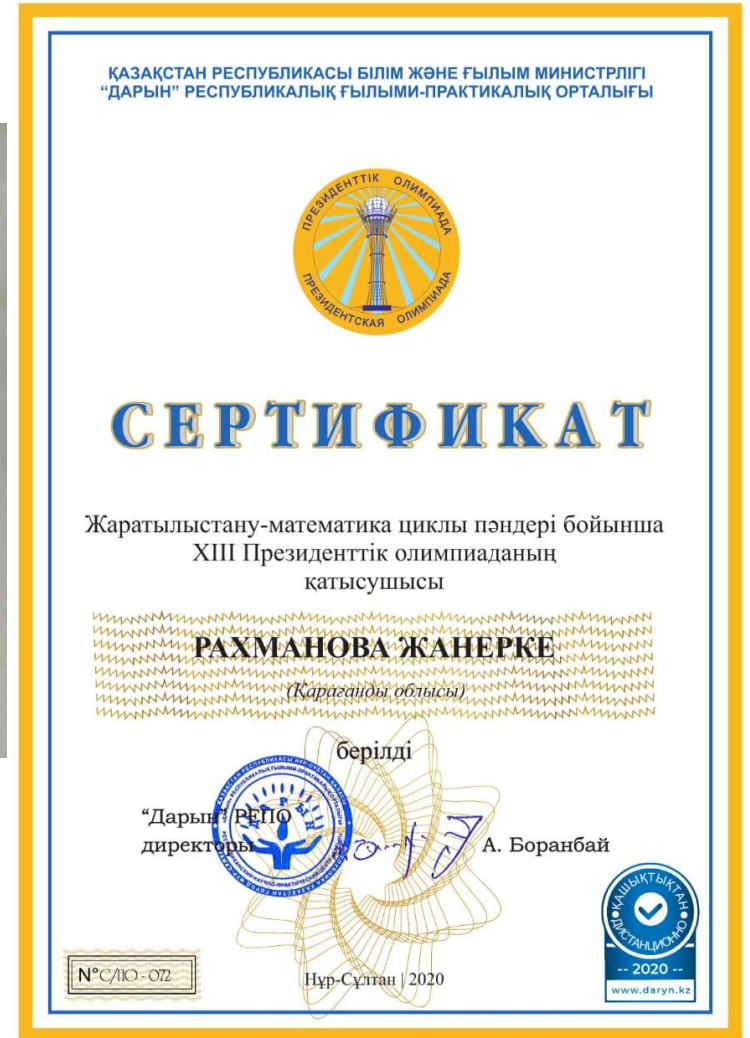 ҚАЗАҚСТАН РЕСПУБЛИКАСЫ БІЛІМ ЖӘНЕ ҒЫЛЫМ МИНИСТРЛІГІ
“ДАРЫН” РЕСПУБЛИКАЛЫҚ ҒЫЛЫМИ-ПРАКТИКАЛЫҚ ОРТАЛЫҒЫ
ПРЕЗИДЕНТТІК ОЛИМПИАДА
ПРЕЗИДЕНТСКАЯ ОЛИМПИАДА
СЕРТИФИКАТ
Жаратылыстану-математика циклы пәндері бойынша
XIII Президенттік олимпиаданың
қатысушысы
РАХМАНОВА ЖАНЕРКЕ
(Қарағанды облысы)
берілді
“Дарын” РҒПО
директоры
ДАРЫН
А. Боранбай
N°С/ПО - 072
Нұр-Сұлтан | 2020
ҚАШЫҚТЫҚТАН
ДИСТАНЦИОННО
-- 2020 --
www.daryn.kz